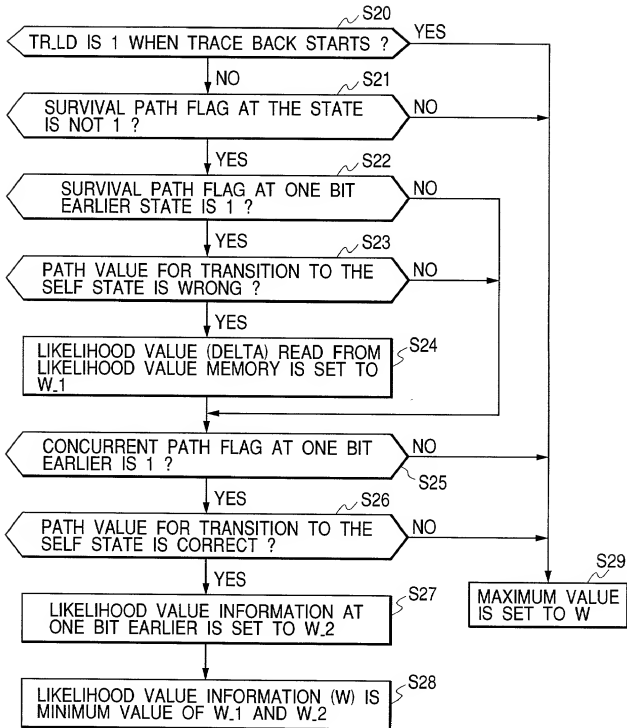 S20
TR_LD IS 1 WHEN TRACE BACK STARTS ?
YES
NO
S21
SURVIVAL PATH FLAG AT THE STATE
IS NOT 1 ?
NO
YES
S22
SURVIVAL PATH FLAG AT ONE BIT
EARLIER STATE IS 1 ?
NO
YES
S23
PATH VALUE FOR TRANSITION TO THE
SELF STATE IS WRONG ?
NO
YES
S24
LIKELIHOOD VALUE (DELTA) READ FROM
LIKELIHOOD VALUE MEMORY IS SET TO
W_1
CONCURRENT PATH FLAG AT ONE BIT
EARLIER IS 1 ?
NO
S25
YES
S26
PATH VALUE FOR TRANSITION TO THE
SELF STATE IS CORRECT ?
NO
YES
S27
LIKELIHOOD VALUE INFORMATION AT
ONE BIT EARLIER IS SET TO W_2
S29
MAXIMUM VALUE
IS SET TO W
S28
LIKELIHOOD VALUE INFORMATION (W) IS
MINIMUM VALUE OF W_1 AND W_2